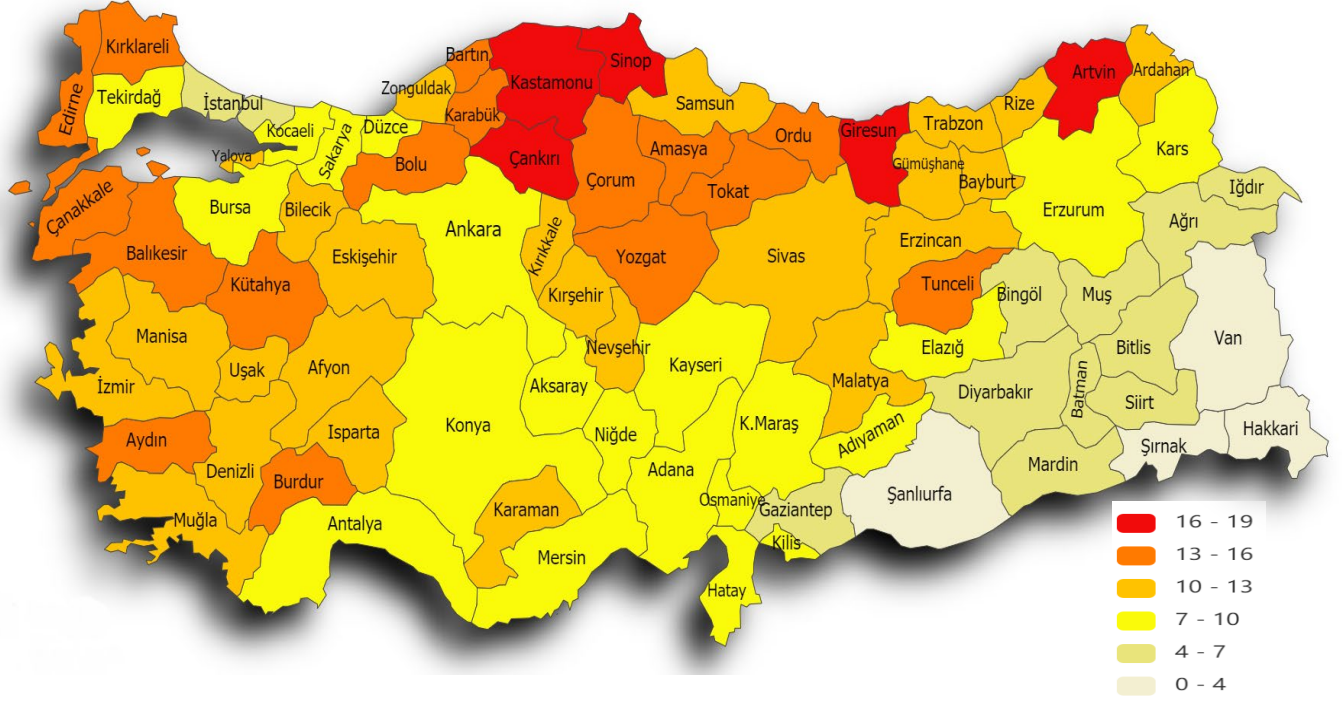 Kırklareli
Edirne
Tekirdağ
İstanbul
Kocaeli
Yalova
Sakarya
Düzce
Zonguldak
Bartın
Karabük
Kastamonu
Sinop
Çankırı
Bolu
Samsun
Çorum
Amasya
Tokat
Ordu
Giresun
Trabzon
Gümüşhane
Bayburt
Rize
Artvin
Ardahan
Kars
Iğdır
Ağrı
Erzurum
Erzincan
Tunceli
Bingöl
Muş
Bitlis
Van
Hakkari
Şırnak
Siirt
Batman
Mardin
Diyarbakır
Elazığ
Malatya
Adıyaman
Şanlıurfa
Gaziantep
Kilis
Hatay
Osmaniye
K.Maraş
Adana
Mersin
Karaman
Niğde
Aksaray
Kayseri
Nevşehir
Kırşehir
Kırıkkale
Yozgat
Sivas
Ankara
Konya
Eskişehir
Bilecik
Bursa
Çanakkale
Balıkesir
Kütahya
Manisa
Uşak
Afyon
İzmir
Aydın
Denizli
Isparta
Burdur
Muğla
Antalya
16 - 19
13 - 16
10 - 13
7 - 10
4 - 7
0 - 4